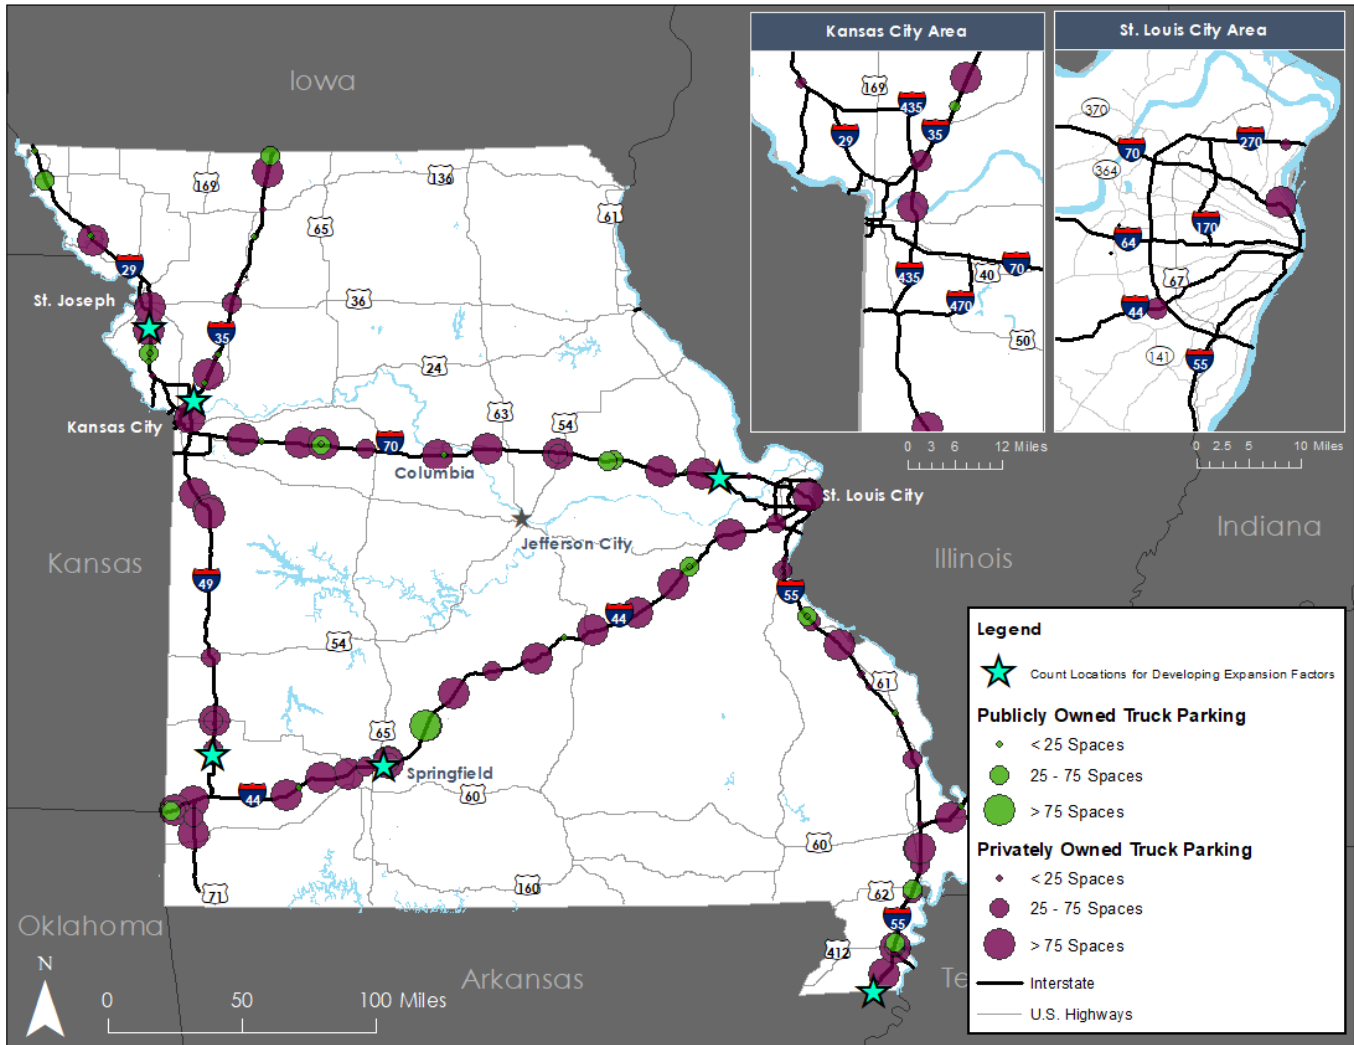 Kansas City Area
St. Louis City Area
169
435
29
35
435
70
40
470
50
0 3 6 12 Miles
370
70
270
364
170
64
67
44
141
55
0 2.5 5 10 Miles
Iowa
169
136
65
61
29
St. Joseph
36
35
24
63
54
Kansas City
70
Columbia
St. Louis City
Jefferson City
Indiana
Kansas
Illinois
49
55
44
54
61
65
Springfield
44
60
60
71
160
62
55
412
Oklahoma
Arkansas
Te
N
0 50 100 Miles
Legend
Count Locations for Developing Expansion Factors
Publicly Owned Truck Parking
< 25 Spaces
25 - 75 Spaces
> 75 Spaces
Privately Owned Truck Parking
< 25 Spaces
25 - 75 Spaces
> 75 Spaces
Interstate
U.S. Highways